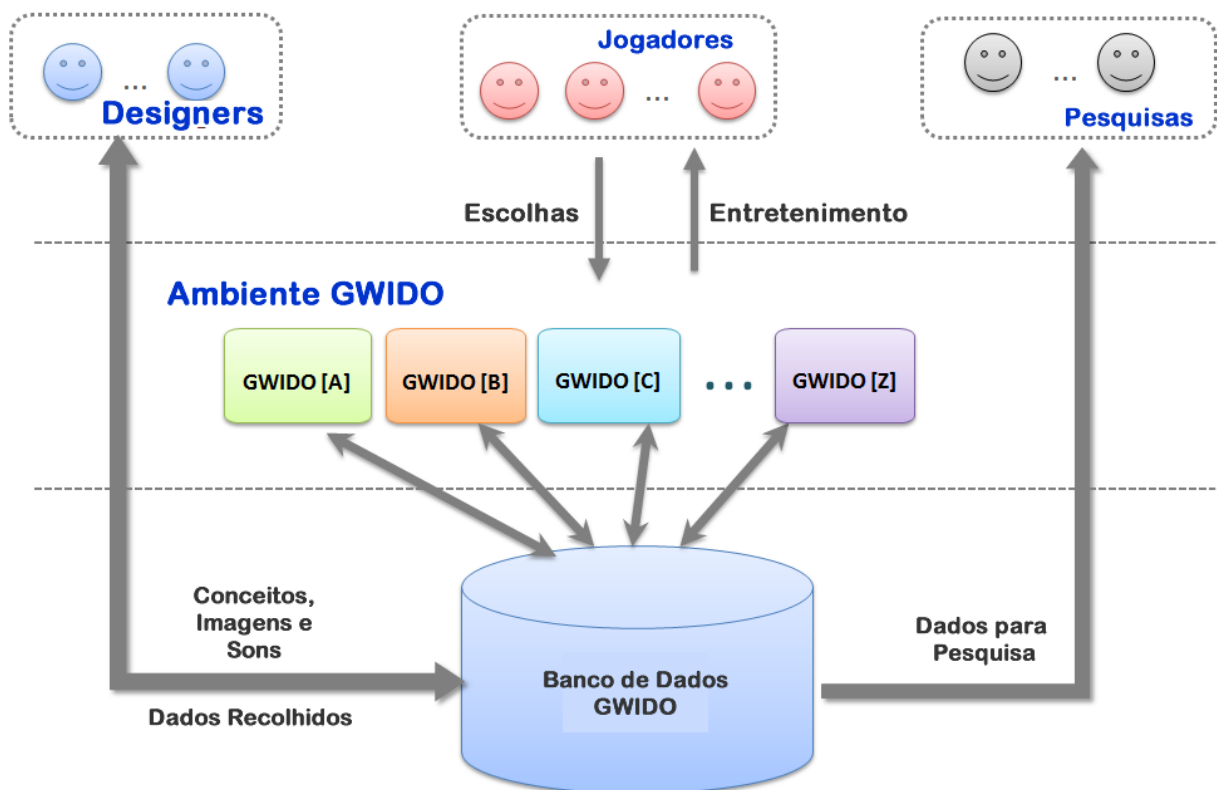 Jogadores
...
Designers
...
...
Pesquisas
Escolhas
Entretenimento
Ambiente GWIDO
GWIDO [A]
GWIDO [B]
GWIDO [C]
...
GWIDO [Z]
Conceitos,
Imagens e
Sons
Dados Recolhidos
Banco de Dados
GWIDO
Dados para
Pesquisa